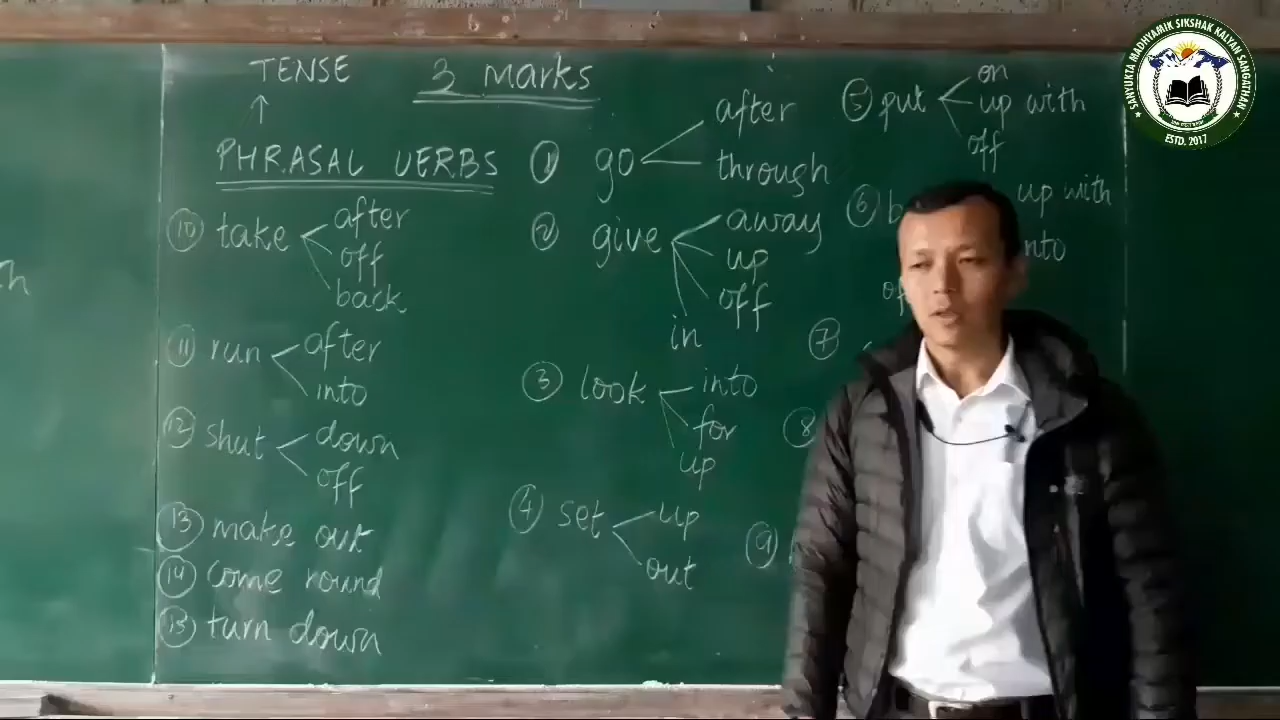 TENSE
3 marks
↑
PHRASAL VERBS
⑩ take after
off
back
⑪ run after
into
⑫ shut down
off
⑬ make out
⑭ come round
⑮ turn down
① go after
through
② give away
up
off
in
③ look into
for
up
④ set up
out
⑤ put on
up with
off
⑥ up with
⑦
⑧
⑨
SANYUKTA MADHYAMIK SIKSHAK KALYAN SANGATHAN
ESTD. 2017